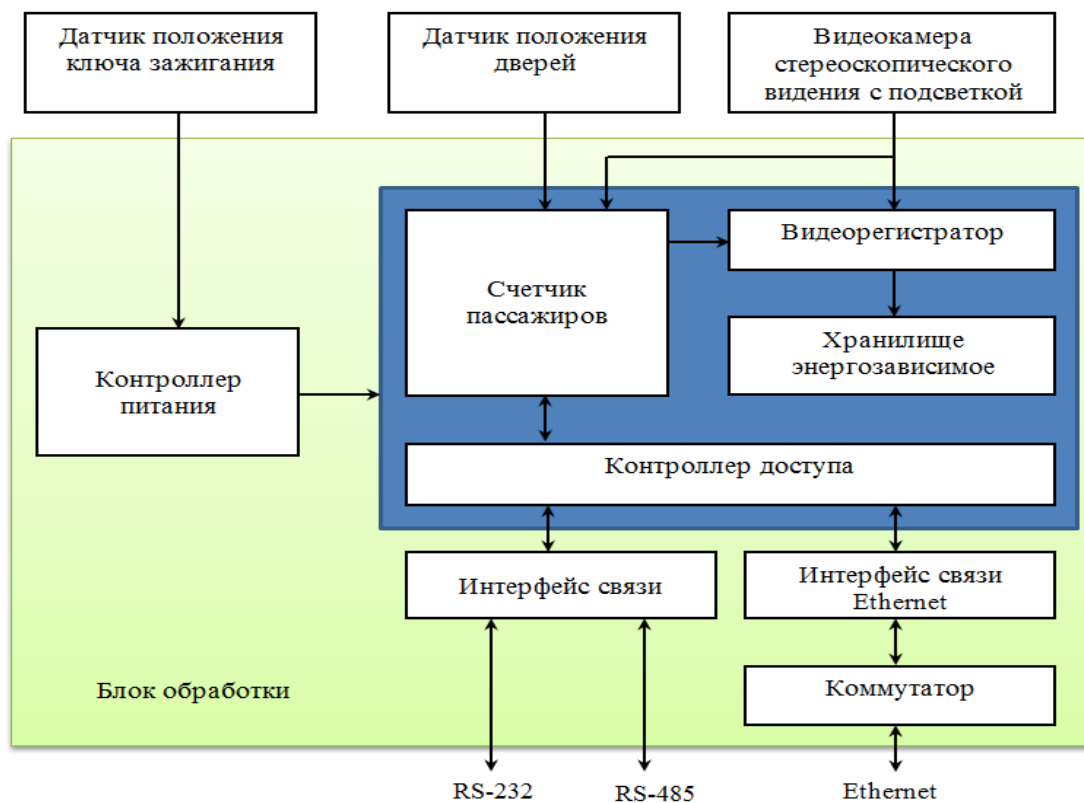 Датчик положения
ключа зажигания
Датчик положения
дверей
Видеокамера
стереоскопического
видения с подсветкой
Счетчик
пассажиров
Видеорегистратор
Хранилище
энергозависимое
Контроллер
питания
Контроллер доступа
Интерфейс связи
Интерфейс связи
Ethernet
Коммутатор
Блок обработки
RS-232
RS-485
Ethernet